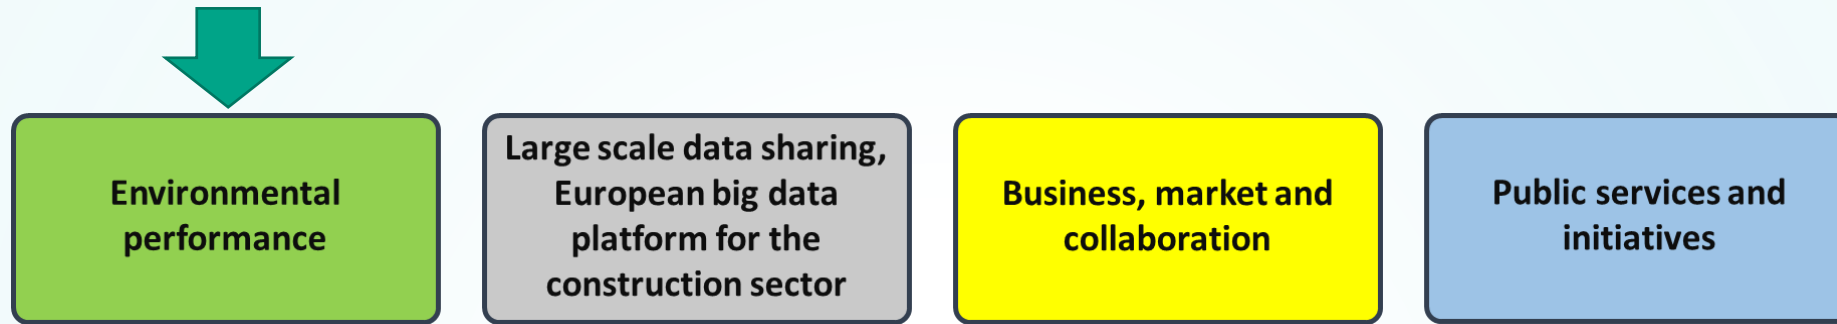 Environmental
performance
Large scale data sharing,
European big data
platform for the
construction sector
Business, market and
collaboration
Public services and
initiatives